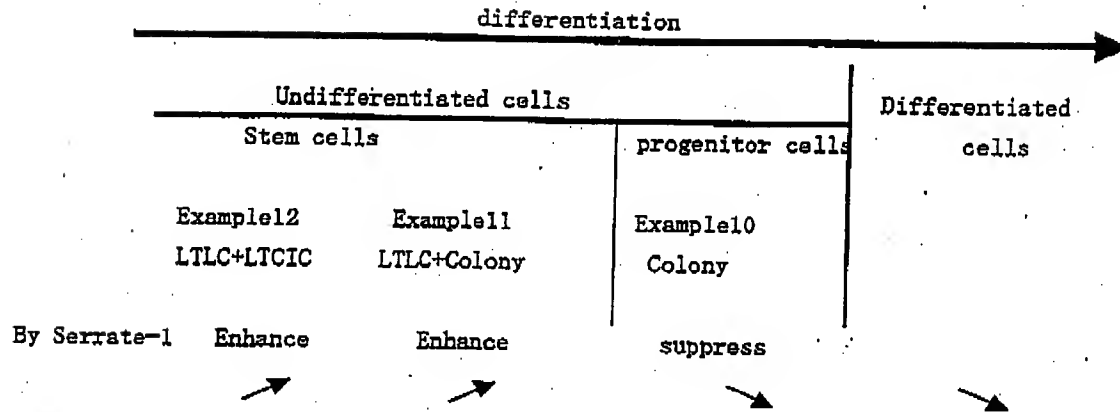 differentiation
Undifferentiated cells
Differentiated cells
Stem cells
progenitor cells
Example12
LTLC+LTCIC
Example11
LTLC+Colony
Example10
Colony
By Serrate-1 Enhance Enhance suppress